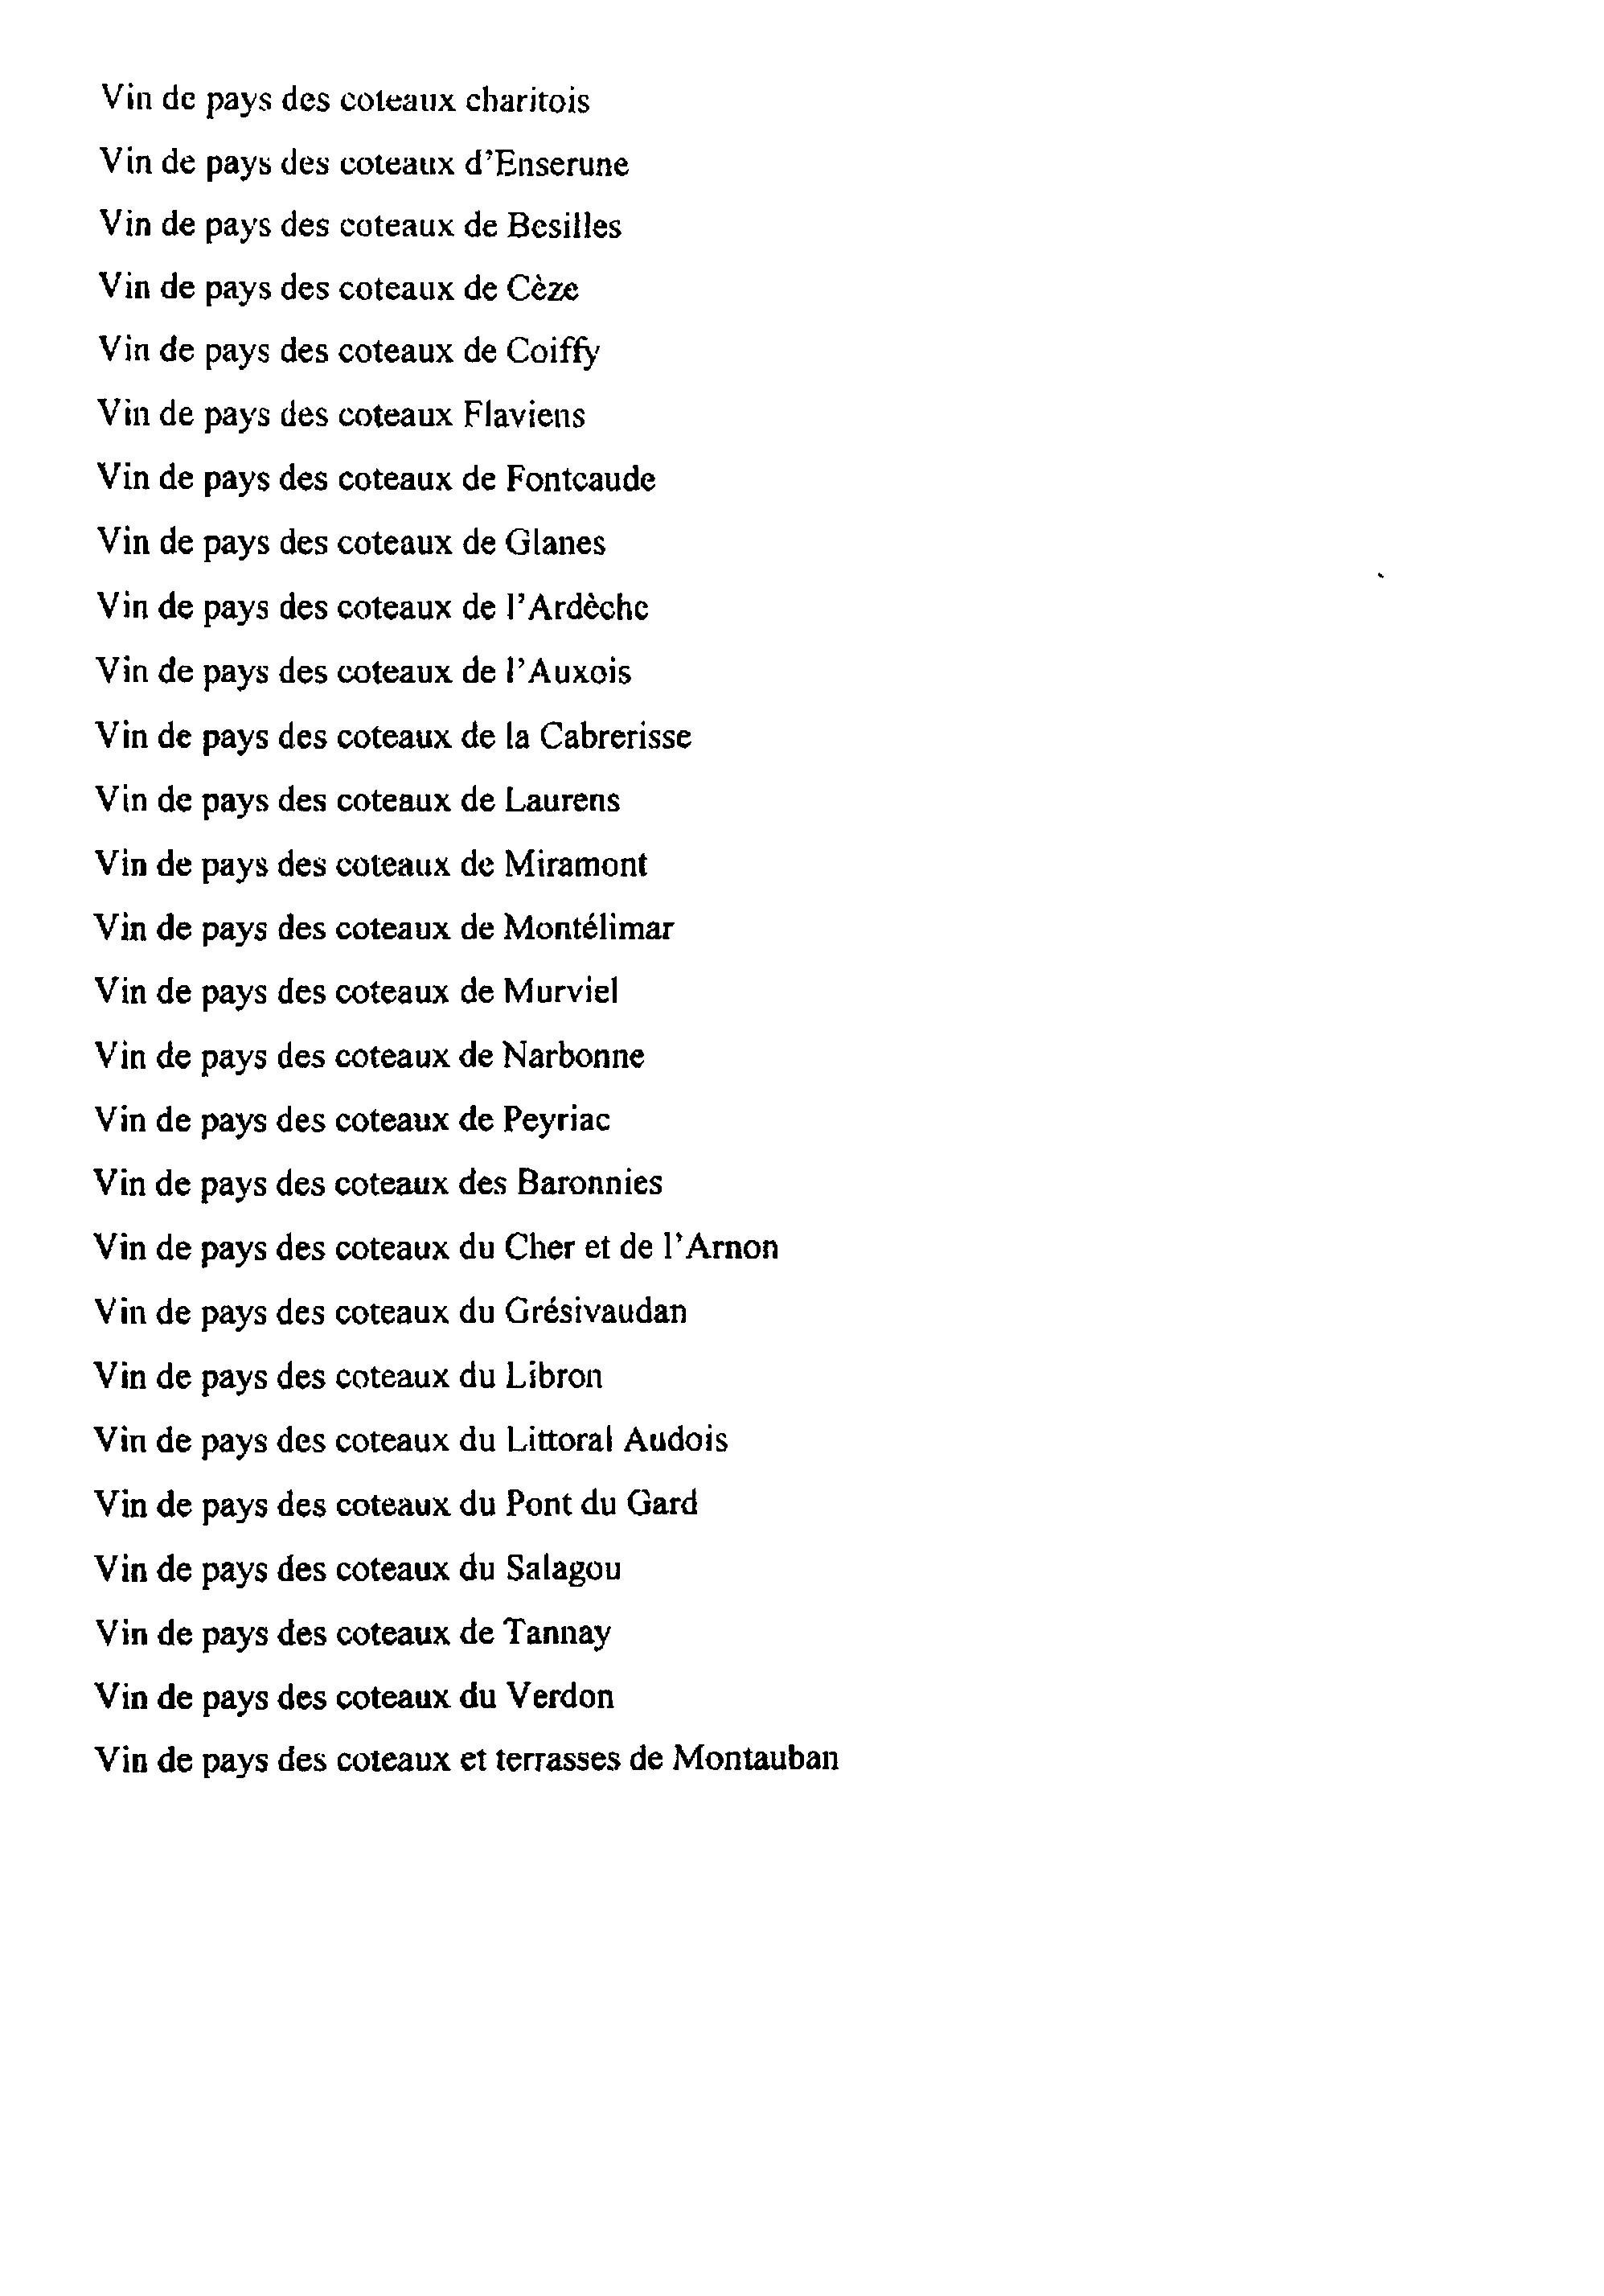 Vin de pays des coteaux charitois
Vin de pays des coteaux d'Enserune
Vin de pays des coteaux de Besilles
Vin de pays des coteaux de Cèze
Vin de pays des coteaux de Coiffy
Vin de pays des coteaux Flaviens
Vin de pays des coteaux de Fontcaude
Vin de pays des coteaux de Glanes
Vin de pays des coteaux de l'Ardèche
Vin de pays des coteaux de l'Auxois
Vin de pays des coteaux de la Cabrerisse
Vin de pays des coteaux de Laurens
Vin de pays des coteaux de Miramont
Vin de pays des coteaux de Montélimar
Vin de pays des coteaux de Murviel
Vin de pays des coteaux de Narbonne
Vin de pays des coteaux de Peyriac
Vin de pays des coteaux des Baronnies
Vin de pays des coteaux du Cher et de l'Arnon
Vin de pays des coteaux du Grésivaudan
Vin de pays des coteaux du Libron
Vin de pays des coteaux du Littoral Audois
Vin de pays des coteaux du Pont du Gard
Vin de pays des coteaux du Salagou
Vin de pays des coteaux de Tannay
Vin de pays des coteaux du Verdon
Vin de pays des coteaux et terrasses de Montauban